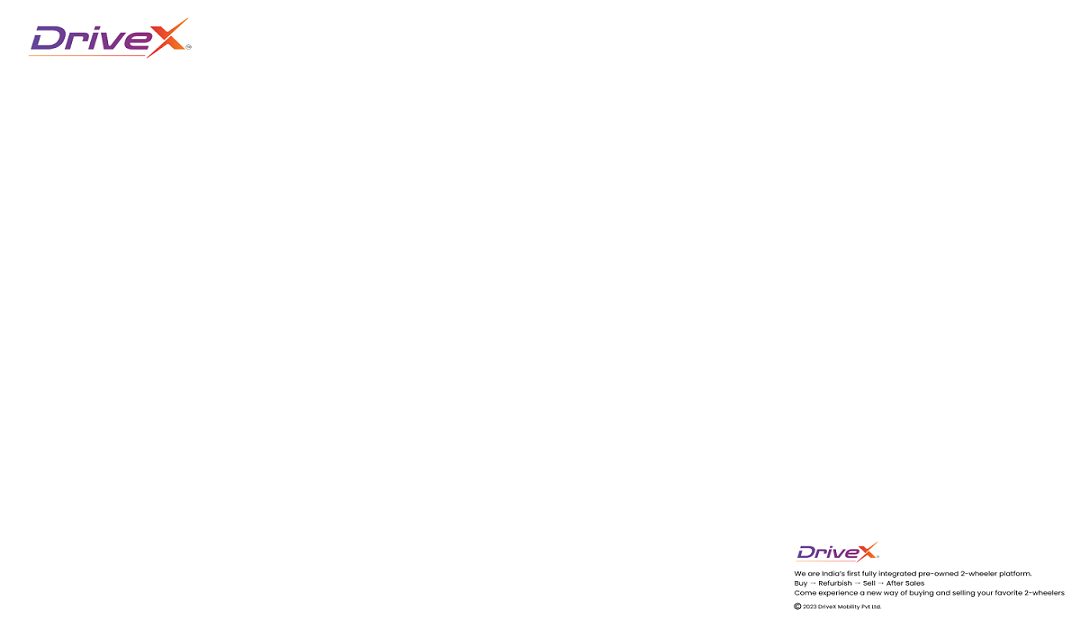 DriveX
DriveX
We are India's first fully integrated pre-owned 2-wheeler platform.
Buy → Refurbish → Sell → After Sales
Come experience a new way of buying and selling your favorite 2-wheelers
© 2023 DriveX Mobility Pvt Ltd.